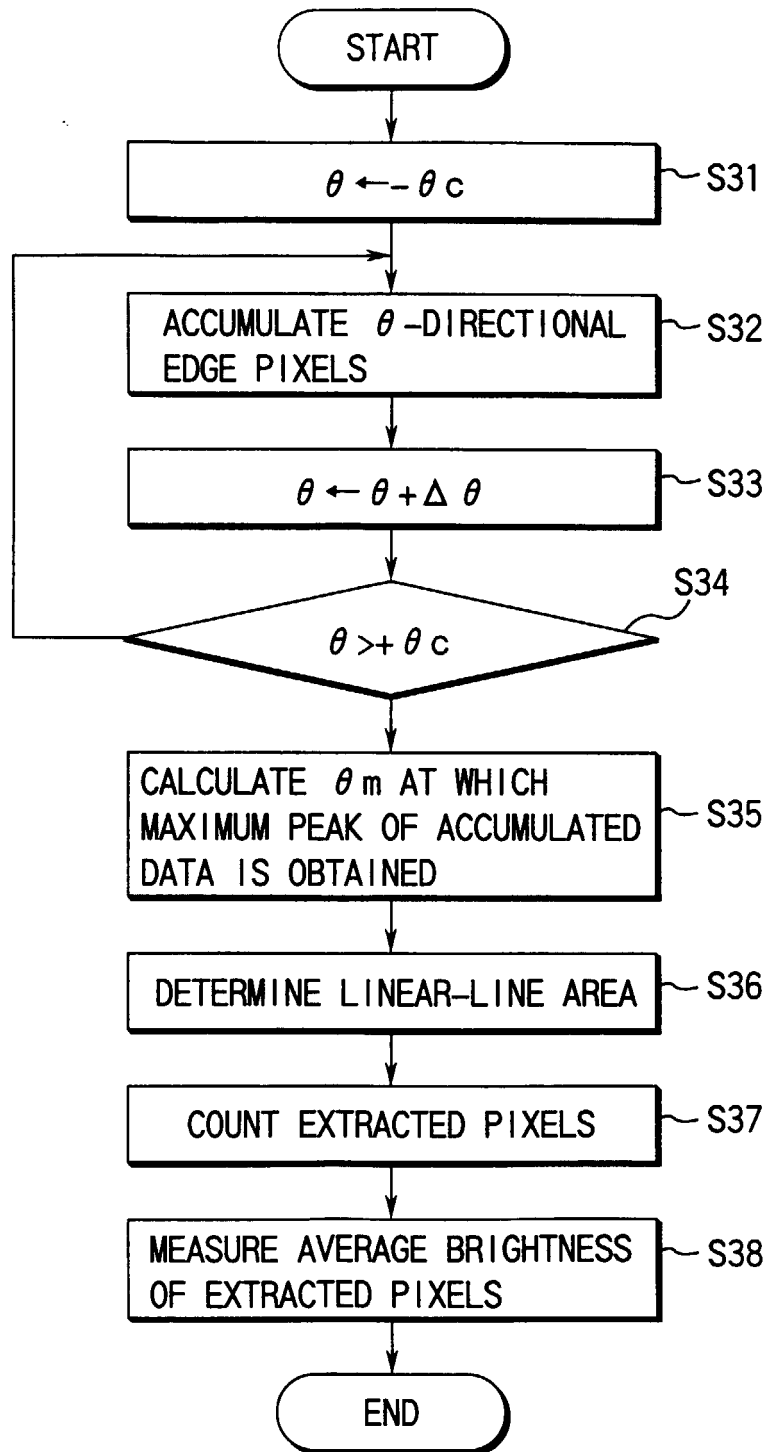 START
θ ← - θc
S31
ACCUMULATE θ-DIRECTIONAL
EDGE PIXELS
S32
θ ← θ + Δθ
S33
S34
θ >+ θc
CALCULATE θm AT WHICH
MAXIMUM PEAK OF ACCUMULATED
DATA IS OBTAINED
S35
DETERMINE LINEAR-LINE AREA
S36
COUNT EXTRACTED PIXELS
S37
MEASURE AVERAGE BRIGHTNESS
OF EXTRACTED PIXELS
S38
END